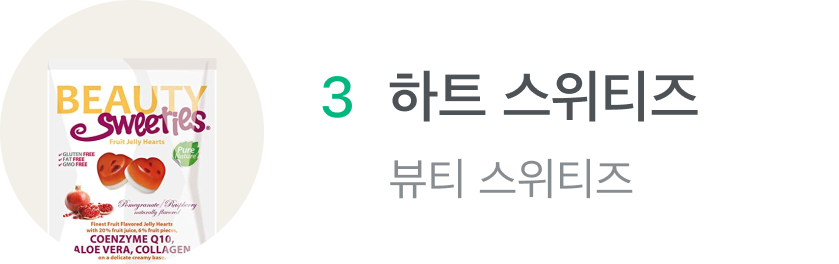 3 하트 스위티즈
뷰티 스위티즈
BEAUTY
Sweeties.
Fruit Jelly Hearts
GLUTEN FREE
FAT FREE
GMO FREE
Pure
Nature
Pomegranate/Raspberry
naturally flavored
Finest Fruit Flavored Jelly Hearts
with 20% fruit juice, 6% fruit pieces,
COENZYME Q10,
ALOE VERA, COLLAGEN
on a delicate creamy base.